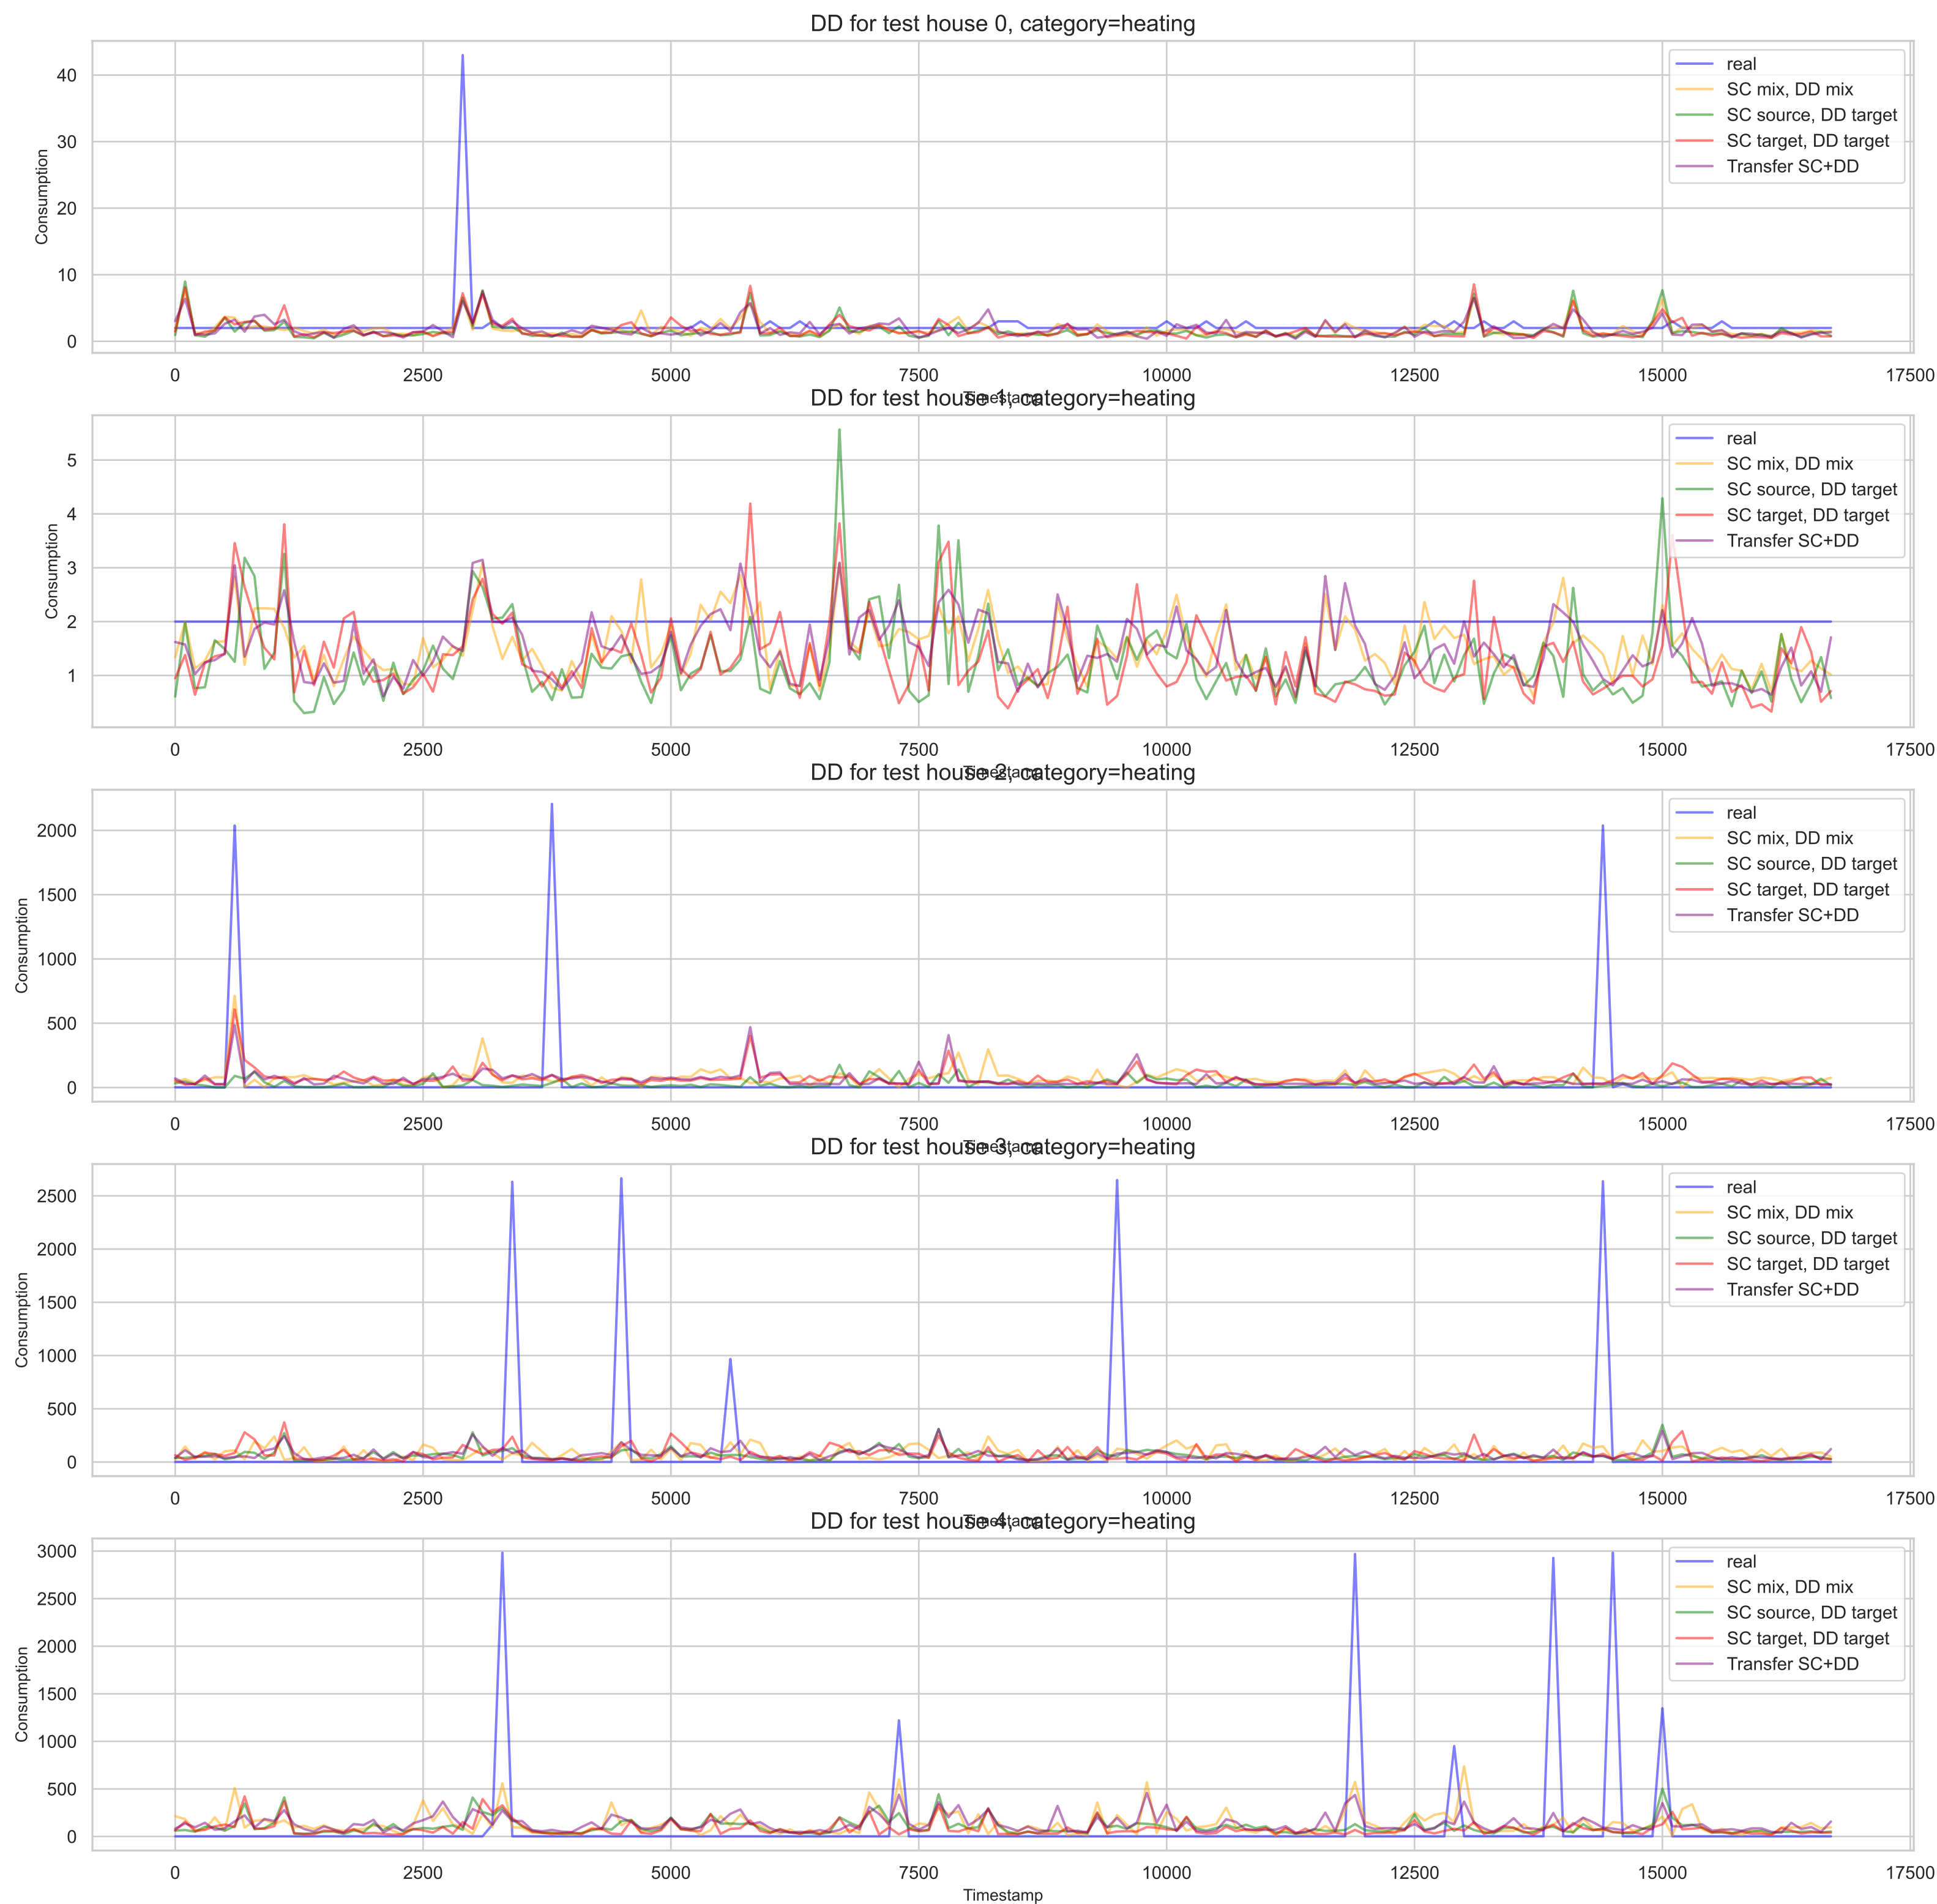 DD for test house 0, category=heating
40
30
20
10
0
Consumption
real
SC mix, DD mix
SC source, DD target
SC target, DD target
Transfer SC+DD
0 2500 5000 7500 10000 12500 15000 17500
Timestamp
DD for test house 1, category=heating
5
4
3
2
1
Consumption
real
SC mix, DD mix
SC source, DD target
SC target, DD target
Transfer SC+DD
0 2500 5000 7500 10000 12500 15000 17500
Timestamp
DD for test house 2, category=heating
2000
1500
1000
500
0
Consumption
real
SC mix, DD mix
SC source, DD target
SC target, DD target
Transfer SC+DD
0 2500 5000 7500 10000 12500 15000 17500
Timestamp
DD for test house 3, category=heating
2500
2000
1500
1000
500
0
Consumption
real
SC mix, DD mix
SC source, DD target
SC target, DD target
Transfer SC+DD
0 2500 5000 7500 10000 12500 15000 17500
Timestamp
DD for test house 4, category=heating
3000
2500
2000
1500
1000
500
0
Consumption
real
SC mix, DD mix
SC source, DD target
SC target, DD target
Transfer SC+DD
0 2500 5000 7500 10000 12500 15000 17500
Timestamp